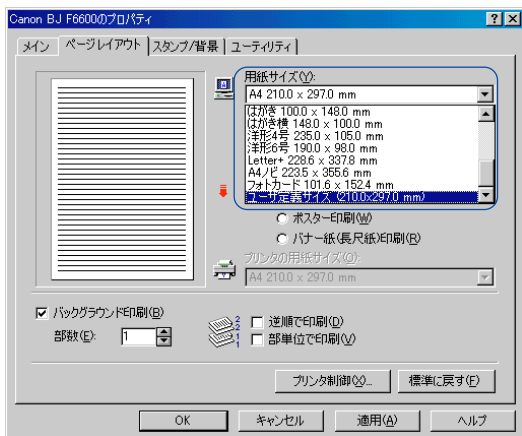 Canon BJ F6600のプロパティ
メイン ページレイアウト スタンプ/背景 ユーティリティ
用紙サイズ(Y):
A4 210.0 x 297.0 mm
はがき 100.0 x 148.0 mm
はがき横 148.0 x 100.0 mm
洋形4号 235.0 x 105.0 mm
洋形6号 190.0 x 98.0 mm
Letter+ 228.6 x 337.8 mm
A4ノビ 223.5 x 355.6 mm
フォトカード 101.6 x 152.4 mm
ユーザ定義サイズ (210.0x297.0 mm)
ポスター印刷(W)
バナー紙(長尺紙)印刷(R)
プリンタの用紙サイズ(O):
A4 210.0 x 297.0 mm
バックグラウンド印刷(B)
部数(E): 1
2 2
1 1
逆順で印刷(D)
部単位で印刷(V)
プリンタ制御(X)... 標準に戻す(F)
OK キャンセル 適用(A) ヘルプ